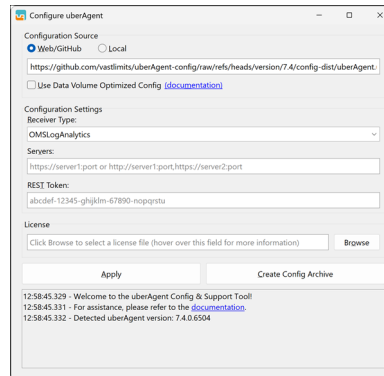 Configure uberAgent
Configuration Source
Web/GitHub Local
https://github.com/vastlimits/uberAgent-config/raw/refs/heads/version/7.4/config-dist/uberAgent.
Use Data Volume Optimized Config (documentation)
Configuration Settings
Receiver Type:
OMSLogAnalytics
Servers:
https://server1:port or http://server1:port,https://server2:port
REST Token:
abcdef-12345-ghijklm-67890-nopqrstu
License
Click Browse to select a license file (hover over this field for more information) Browse
Apply Create Config Archive
12:58:45.329 - Welcome to the uberAgent Config & Support Tool!
12:58:45.331 - For assistance, please refer to the documentation.
12:58:45.332 - Detected uberAgent version: 7.4.0.6504